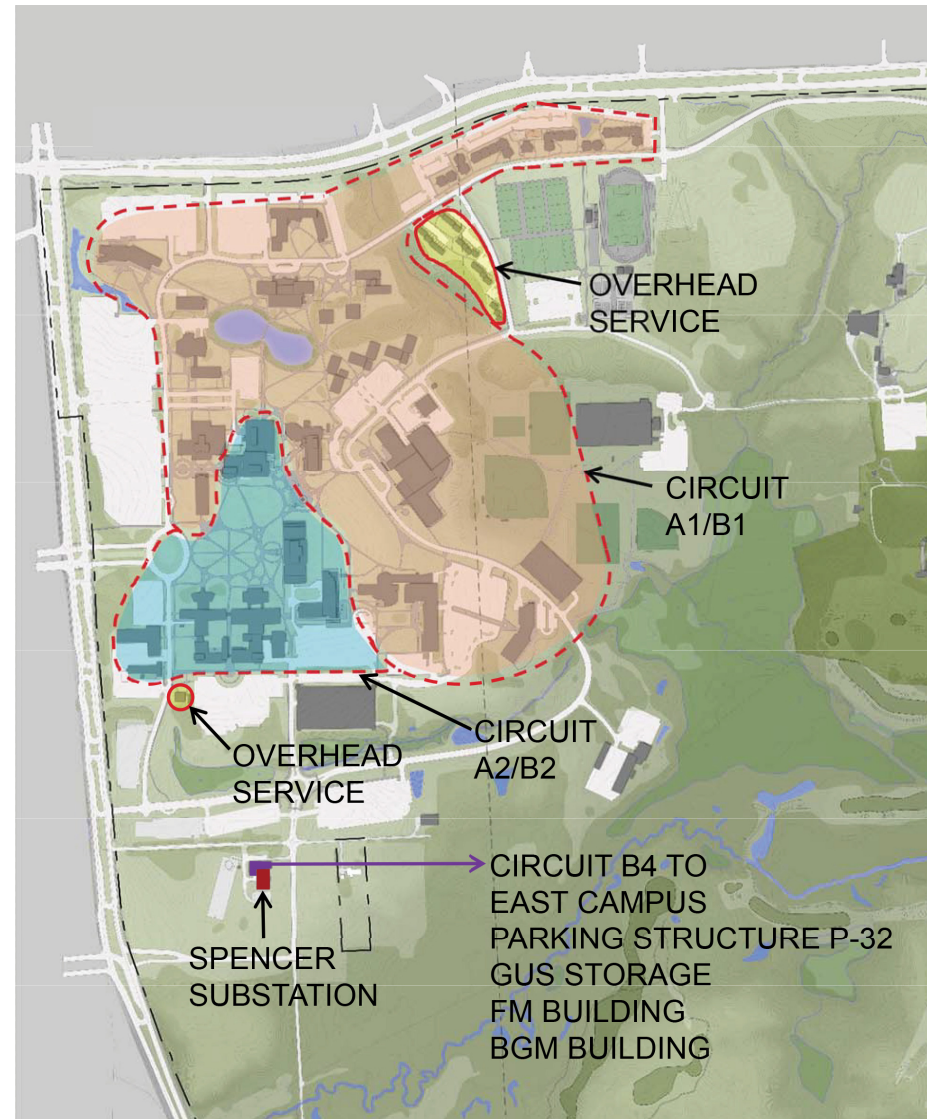 OVERHEAD
SERVICE
CIRCUIT
A1/B1
CIRCUIT
A2/B2
OVERHEAD
SERVICE
CIRCUIT B4 TO
EAST CAMPUS
PARKING STRUCTURE P-32
GUS STORAGE
FM BUILDING
BGM BUILDING
SPENCER
SUBSTATION